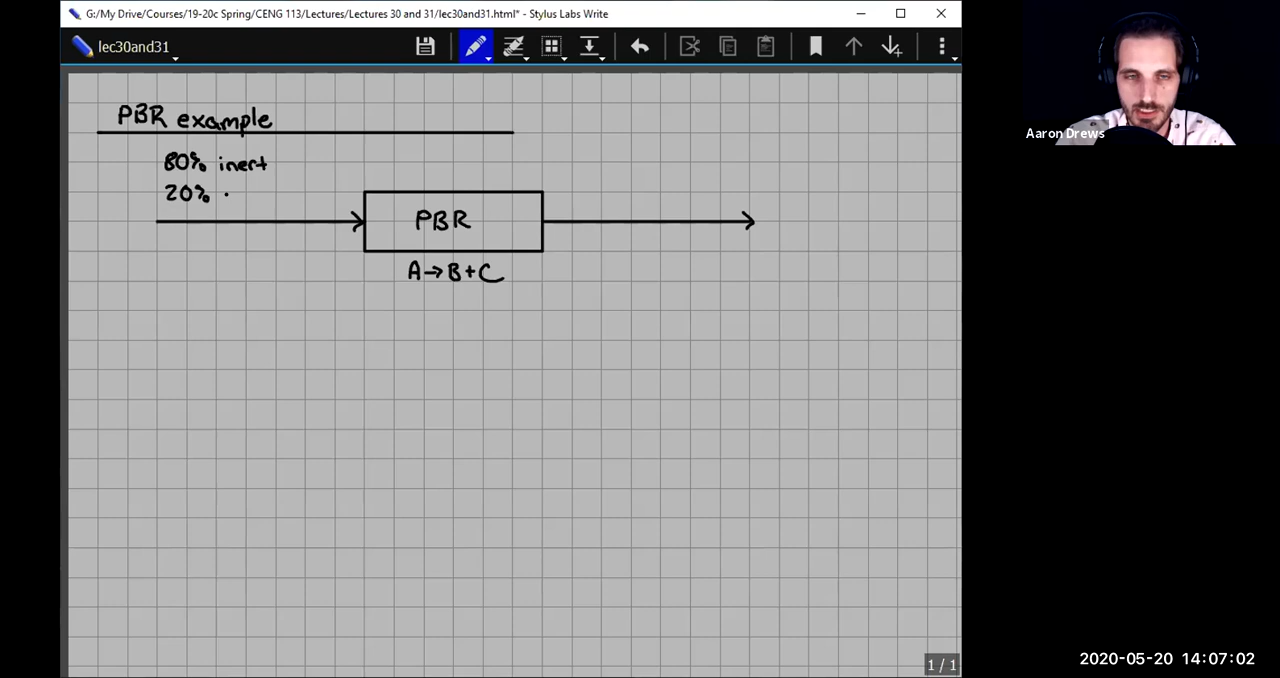 G:/My Drive/Courses/19-20c Spring/CENG 113/Lectures/Lectures 30 and 31/lec30and31.html* - Stylus Labs Write
lec30and31
PBR example
80% inert
20%
PBR
A→B+C
Aaron Drews
2020-05-20 14:07:02
1 / 1